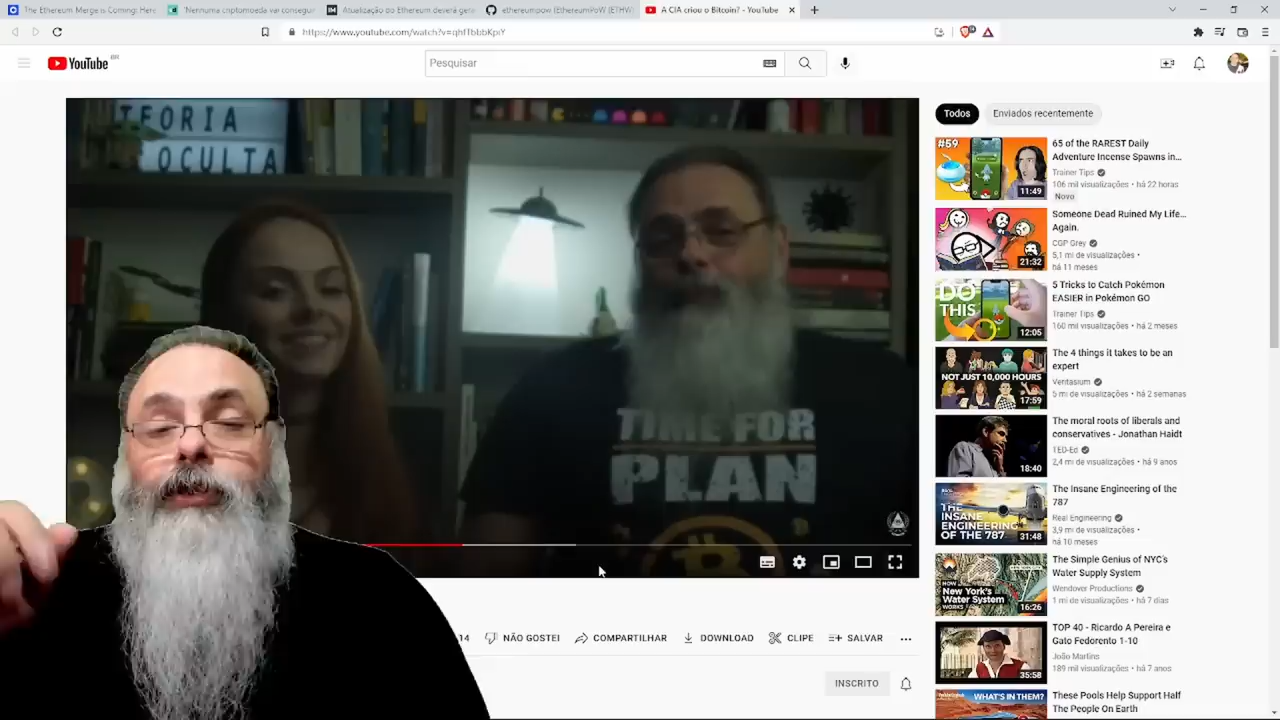 The Ethereum Merge is Coming! Here
'Nenhuma criptomoeda vai consegui
Atualização do Ethereum deverá gera
ethereumpow (EthereumPoW (ETHW)
A CIA criou o Bitcoin? - YouTube
YouTube BR
Pesquisar
TEORIA
OCULTA
THE JOB
PLAN
14
NÃO GOSTEI
COMPARTILHAR
DOWNLOAD
CLIPE
SALVAR
INSCRITO
Todos
Enviados recentemente
#59
11:49
65 of the RAREST Daily
Adventure Incense Spawns in...
Trainer Tips
106 mil visualizações • há 22 horas
Novo
21:32
Someone Dead Ruined My Life...
Again.
CGP Grey
5,1 mi de visualizações •
há 11 meses
DO
THIS
12:05
5 Tricks to Catch Pokémon
EASIER in Pokémon GO
Trainer Tips
160 mil visualizações • há 2 meses
NOT JUST 10,000 HOURS
17:59
The 4 things it takes to be an
expert
Veritasium
5 mi de visualizações • há 2 semanas
18:40
The moral roots of liberals and
conservatives - Jonathan Haidt
TED-Ed
2,4 mi de visualizações • há 9 anos
THE
INSANE
ENGINEERING
OF THE 787
31:48
The Insane Engineering of the
787
Real Engineering
3,9 mi de visualizações •
há 10 meses
HOW
New York's
Water System
WORKS
16:26
The Simple Genius of NYC's
Water Supply System
Wendover Productions
1 mi de visualizações • há 7 dias
35:58
TOP 40 - Ricardo A Pereira e
Gato Fedorento 1-10
João Martins
189 mil visualizações • há 7 anos
WHAT'S IN THEM?
These Pools Help Support Half
The People On Earth